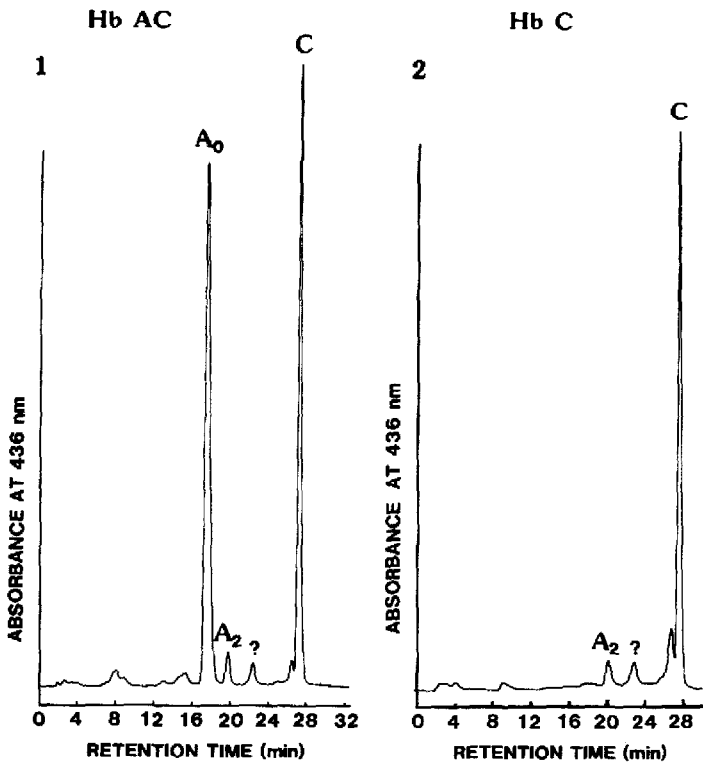 Hb AC
1
A0
A2
?
C
ABSORBANCE AT 436 nm
0 4 8 12 16 20 24 28 32
RETENTION TIME (min)
Hb C
2
A2
?
C
ABSORBANCE AT 436 nm
0 4 8 12 16 20 24 28
RETENTION TIME (min)